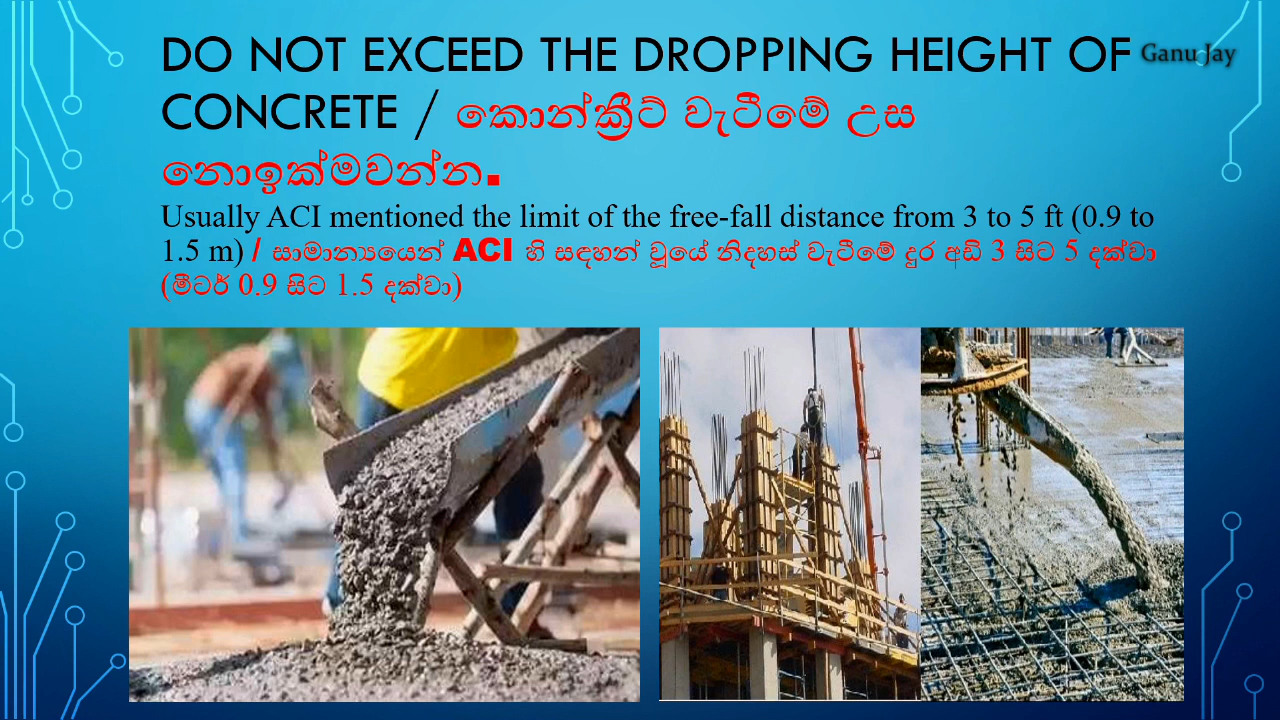 DO NOT EXCEED THE DROPPING HEIGHT OF
Ganu Jay
CONCRETE / කොන්ක්‍රීට් වැටීමේ උස
නොඉක්මවන්න.
Usually ACI mentioned the limit of the free-fall distance from 3 to 5 ft (0.9 to
1.5 m) / සාමාන්‍යයෙන් ACI හි සඳහන් වූයේ නිදහස් වැටීමේ දුර අඩි 3 සිට 5 දක්වා
(මීටර් 0.9 සිට 1.5 දක්වා)